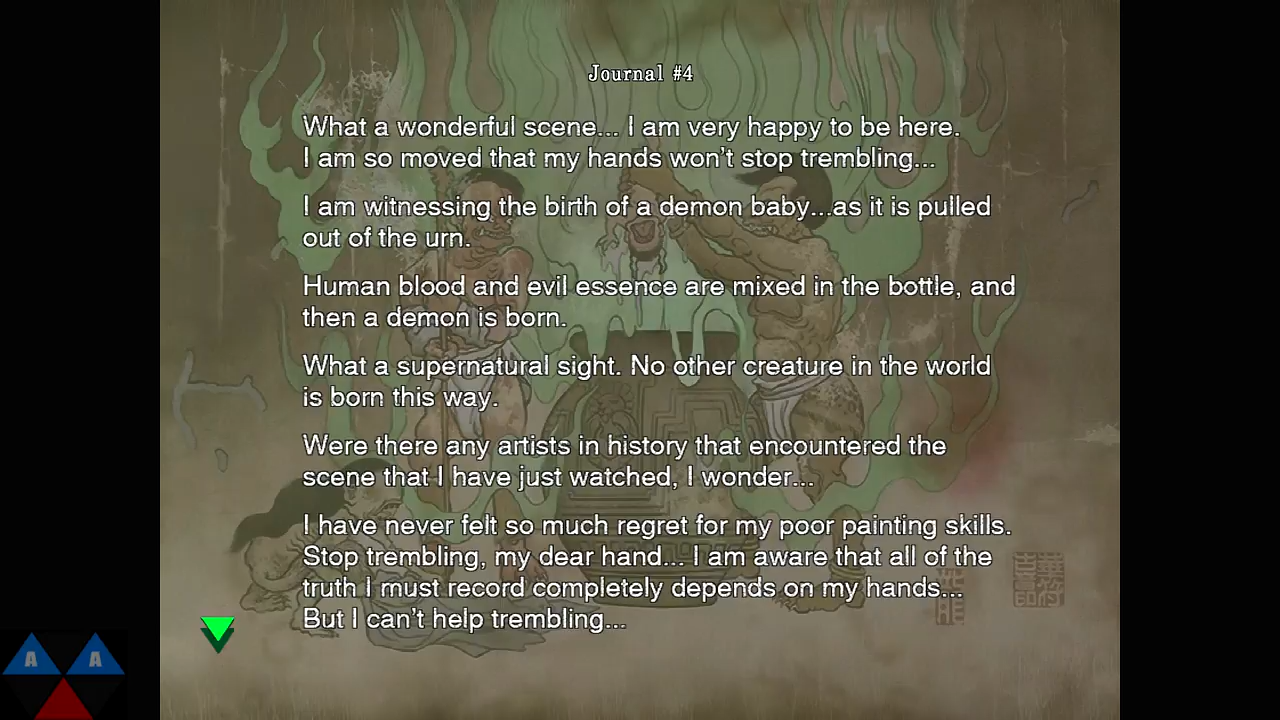 Journal #4
What a wonderful scene... I am very happy to be here.
I am so moved that my hands won't stop trembling...
I am witnessing the birth of a demon baby...as it is pulled
out of the urn.
Human blood and evil essence are mixed in the bottle, and
then a demon is born.
What a supernatural sight. No other creature in the world
is born this way.
Were there any artists in history that encountered the
scene that I have just watched, I wonder...
I have never felt so much regret for my poor painting skills.
Stop trembling, my dear hand... I am aware that all of the
truth I must record completely depends on my hands...
But I can't help trembling...
A A